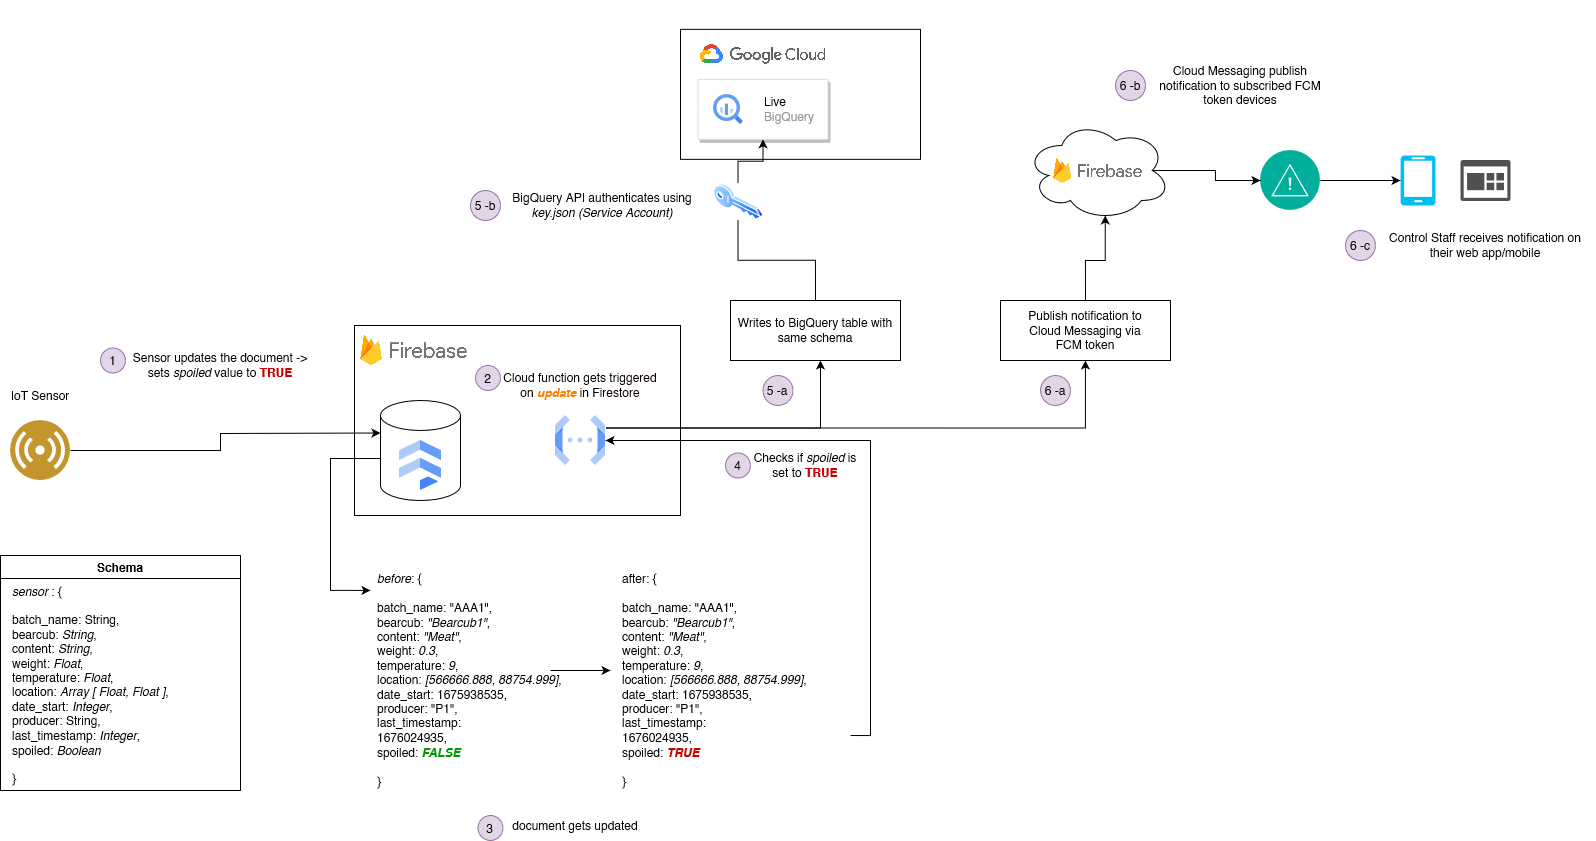 Google Cloud
Live
BigQuery
5 -b
BigQuery API authenticates using
key.json (Service Account)
6 -b
Cloud Messaging publish
notification to subscribed FCM
token devices
Firebase
6 -c
Control Staff receives notification on
their web app/mobile
Writes to BigQuery table with
same schema
Publish notification to
Cloud Messaging via
FCM token
5 -a
6 -a
1
Sensor updates the document ->
sets spoiled value to TRUE
IoT Sensor
Firebase
2
Cloud function gets triggered
on update in Firestore
4
Checks if spoiled is
set to TRUE
Schema
sensor : {
batch_name: String,
bearcub: String,
content: String,
weight: Float,
temperature: Float,
location: Array [ Float, Float ],
date_start: Integer,
producer: String,
last_timestamp: Integer,
spoiled: Boolean
}
before: {
batch_name: "AAA1",
bearcub: "Bearcub1",
content: "Meat",
weight: 0.3,
temperature: 9,
location: [566666.888, 88754.999],
date_start: 1675938535,
producer: "P1",
last_timestamp:
1676024935,
spoiled: FALSE
}
after: {
batch_name: "AAA1",
bearcub: "Bearcub1",
content: "Meat",
weight: 0.3,
temperature: 9,
location: [566666.888, 88754.999],
date_start: 1675938535,
producer: "P1",
last_timestamp:
1676024935,
spoiled: TRUE
}
3
document gets updated